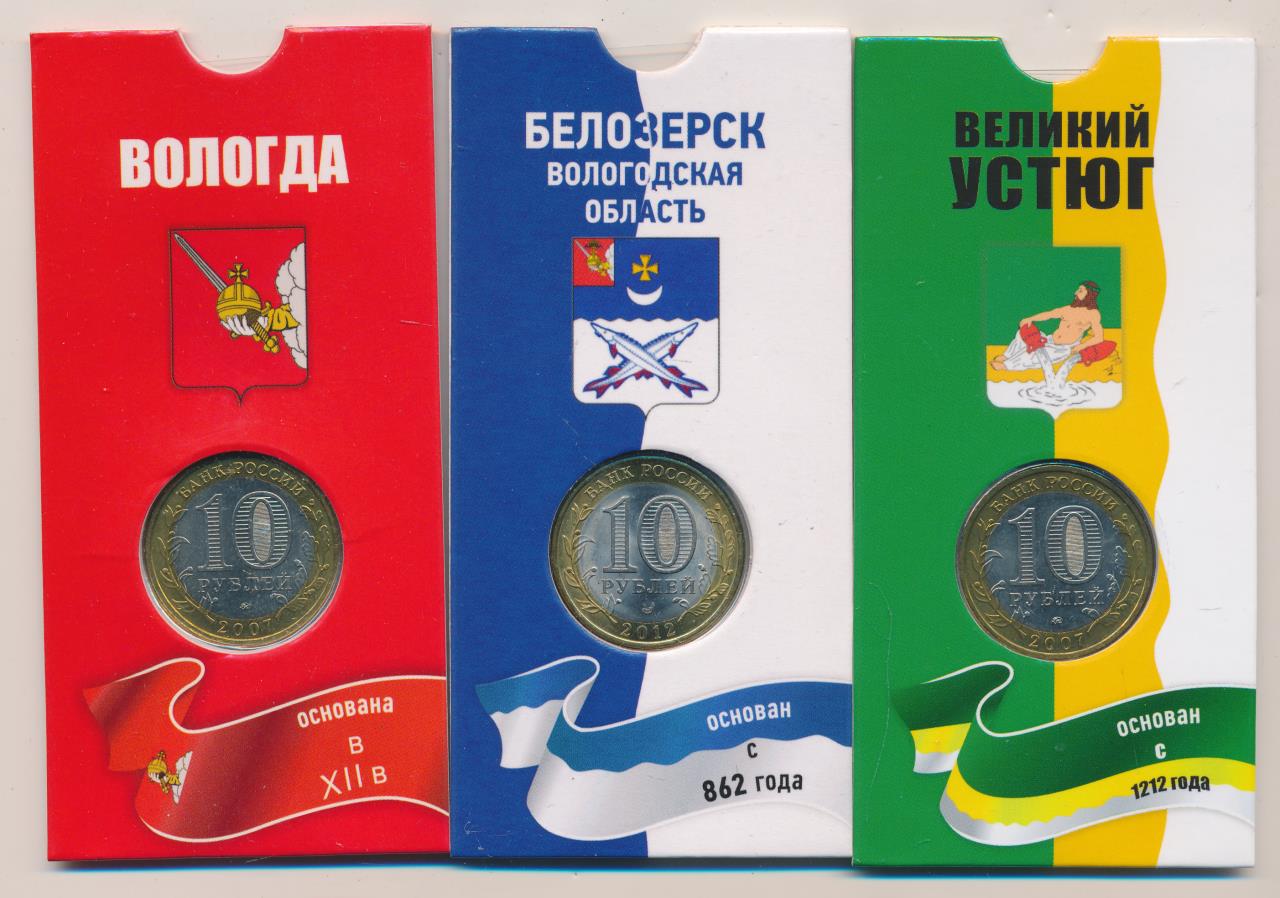 ВОЛОГДА
БАНК РОССИИ
10
РУБЛЕЙ
2007
основана
в
XII в
БЕЛОЗЕРСК
ВОЛОГОДСКАЯ
ОБЛАСТЬ
БАНК РОССИИ
10
РУБЛЕЙ
2012
основан
с
862 года
ВЕЛИКИЙ
УСТЮГ
БАНК РОССИИ
10
РУБЛЕЙ
2007
основан
с
1212 года